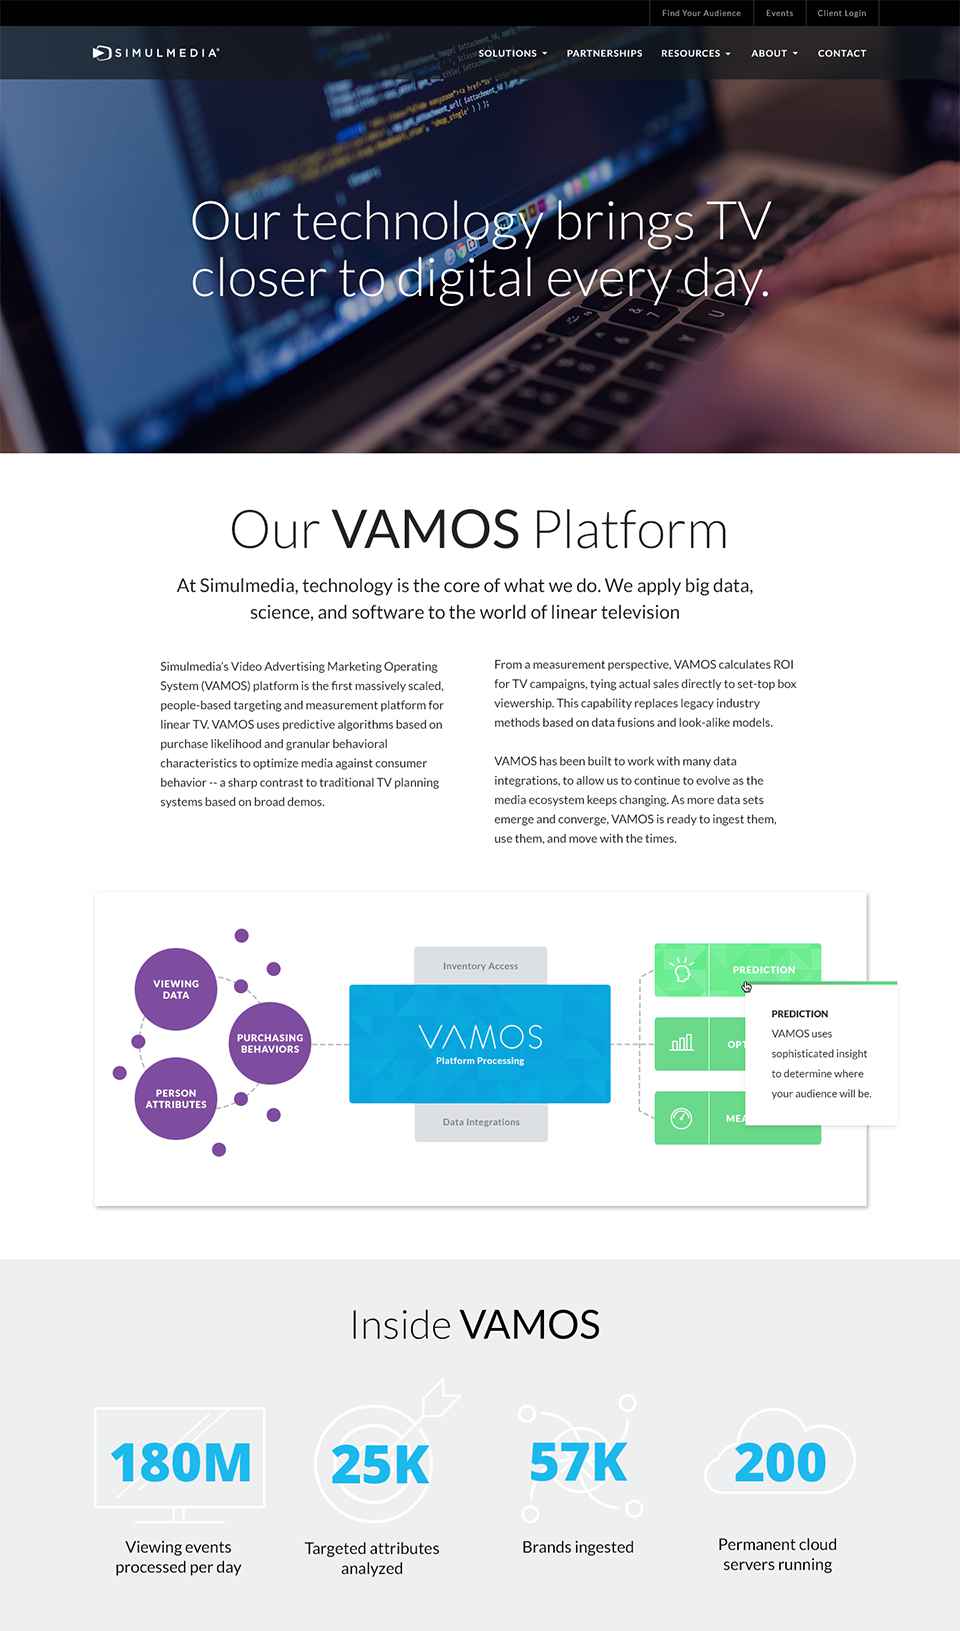 Find Your Audience
Events
Client Login
SIMULMEDIA
SOLUTIONS
PARTNERSHIPS
RESOURCES
ABOUT
CONTACT
Our technology brings TV
closer to digital every day.
Our VAMOS Platform
At Simulmedia, technology is the core of what we do. We apply big data,
science, and software to the world of linear television
Simulmedia's Video Advertising Marketing Operating
System (VAMOS) platform is the first massively scaled,
people-based targeting and measurement platform for
linear TV. VAMOS uses predictive algorithms based on
purchase likelihood and granular behavioral
characteristics to optimize media against consumer
behavior -- a sharp contrast to traditional TV planning
systems based on broad demos.
From a measurement perspective, VAMOS calculates ROI
for TV campaigns, tying actual sales directly to set-top box
viewership. This capability replaces legacy industry
methods based on data fusions and look-alike models.
VAMOS has been built to work with many data
integrations, to allow us to continue to evolve as the
media ecosystem keeps changing. As more data sets
emerge and converge, VAMOS is ready to ingest them,
use them, and move with the times.
VIEWING
DATA
PURCHASING
BEHAVIORS
PERSON
ATTRIBUTES
Inventory Access
VAMOS
Platform Processing
Data Integrations
PREDICTION
PREDICTION
VAMOS uses
sophisticated insight
to determine where
your audience will be.
Inside VAMOS
180M
Viewing events
processed per day
25K
Targeted attributes
analyzed
57K
Brands ingested
200
Permanent cloud
servers running